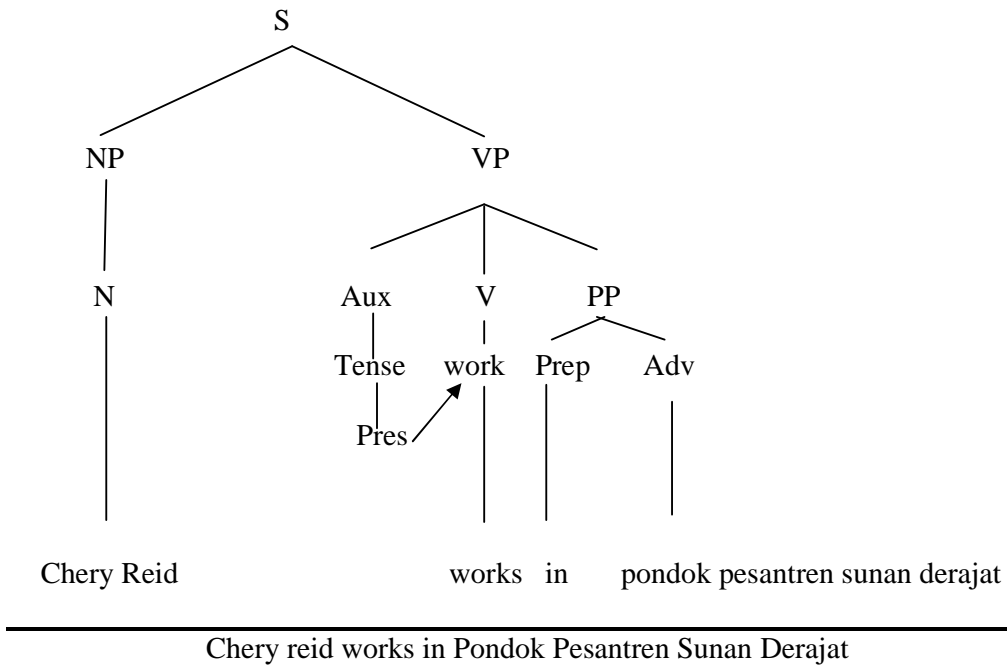 S
NP VP
N Aux V PP
Tense work Prep Adv
Pres
Chery Reid works in pondok pesantren sunan derajat
Chery reid works in Pondok Pesantren Sunan Derajat